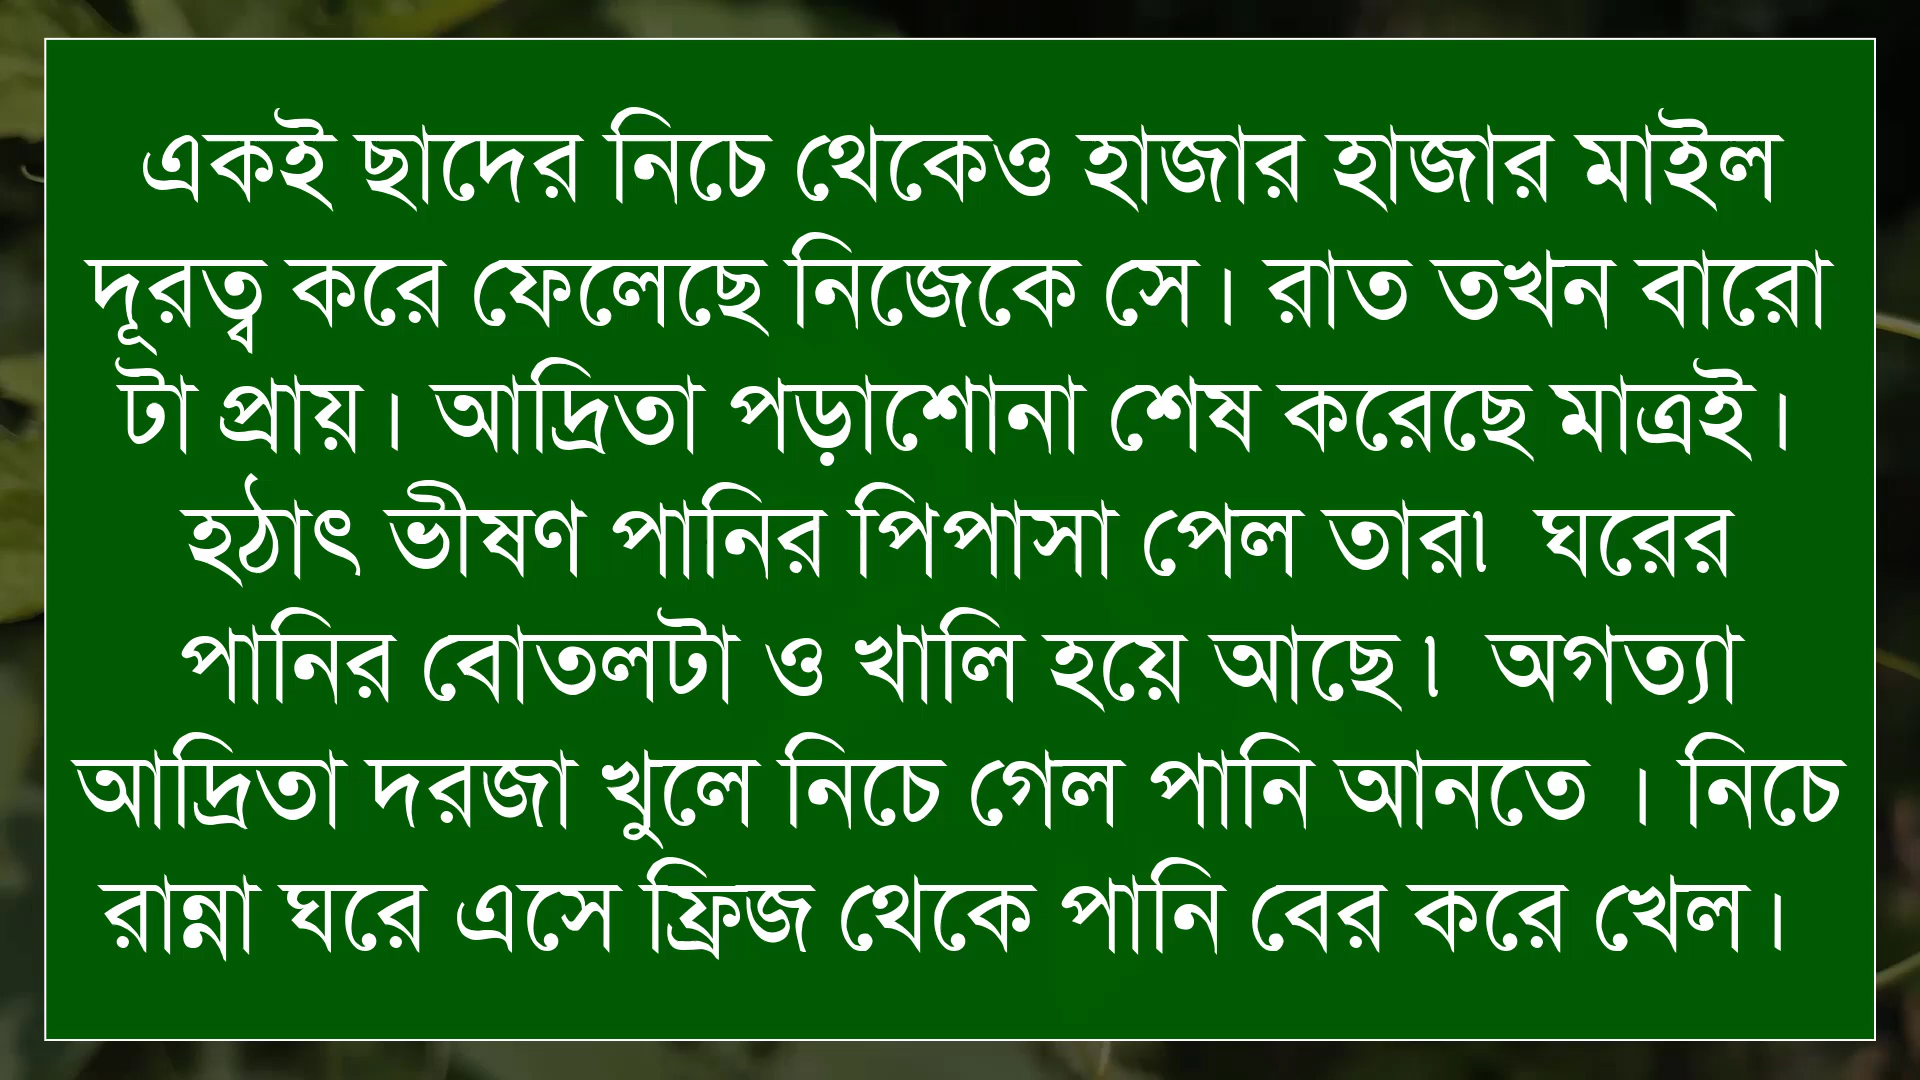 একই ছাদের নিচে থেকেও হাজার হাজার মাইল
দূরত্ব করে ফেলেছে নিজেকে সে। রাত তখন বারো
টা প্রায়। আদ্রিতা পড়াশোনা শেষ করেছে মাত্রই।
হঠাৎ ভীষণ পানির পিপাসা পেল তার৷ ঘরের
পানির বোতলটা ও খালি হয়ে আছে ৷ অগত্যা
আদ্রিতা দরজা খুলে নিচে গেল পানি আনতে । নিচে
রান্না ঘরে এসে ফ্রিজ থেকে পানি বের করে খেল।